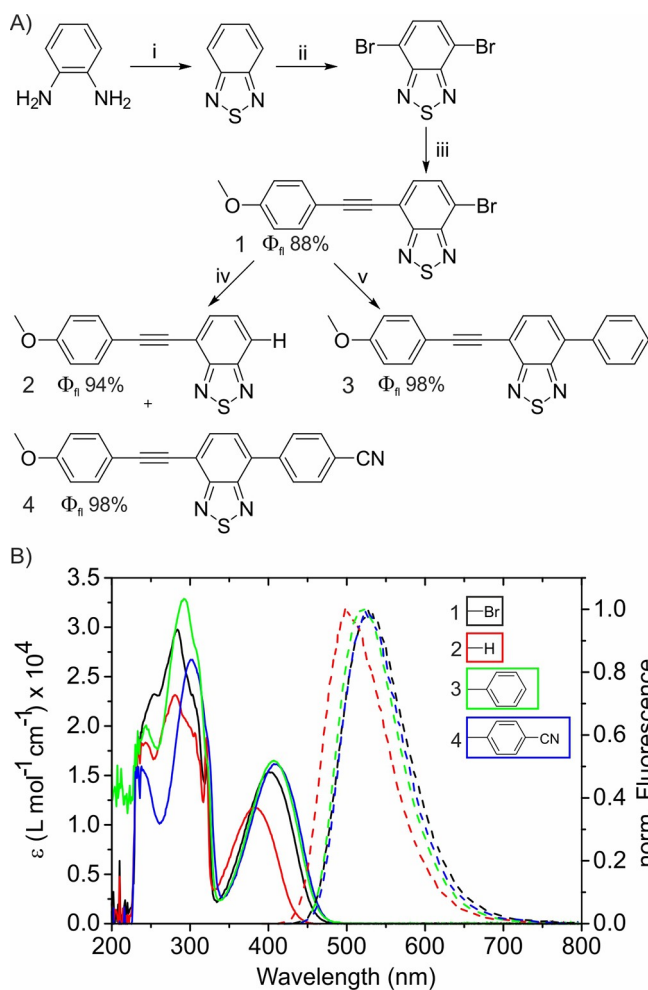 A)
i
ii
Br
Br
H2N
NH2
N
N
S
N
N
S
iii
O
Br
1 Φfl 88%
N
N
S
iv
v
O
H
O
2 Φfl 94%
N
N
S
3 Φfl 98%
N
N
S
+
O
CN
4 Φfl 98%
N
N
S
B)
3.5
3.0
2.5
2.0
1.5
1.0
0.5
0.0
ε (L mol-1 cm-1) x 10^4
1.0
0.8
0.6
0.4
0.2
0.0
norm. Fluorescence
1 Br
2 H
3
4 CN
200 300 400 500 600 700 800
Wavelength (nm)